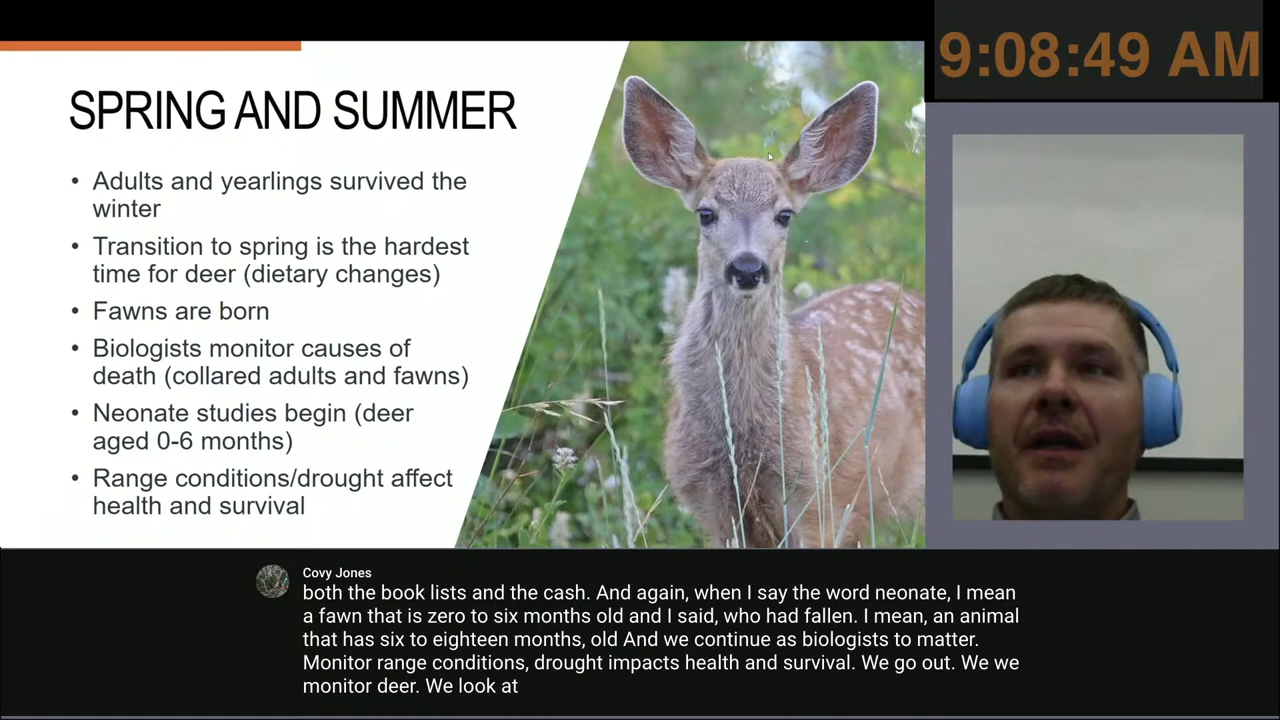 9:08:49 AM
SPRING AND SUMMER
• Adults and yearlings survived the
winter
• Transition to spring is the hardest
time for deer (dietary changes)
• Fawns are born
• Biologists monitor causes of
death (collared adults and fawns)
• Neonate studies begin (deer
aged 0-6 months)
• Range conditions/drought affect
health and survival
Covy Jones
both the book lists and the cash. And again, when I say the word neonate, I mean
a fawn that is zero to six months old and I said, who had fallen. I mean, an animal
that has six to eighteen months, old And we continue as biologists to matter.
Monitor range conditions, drought impacts health and survival. We go out. We we
monitor deer. We look at